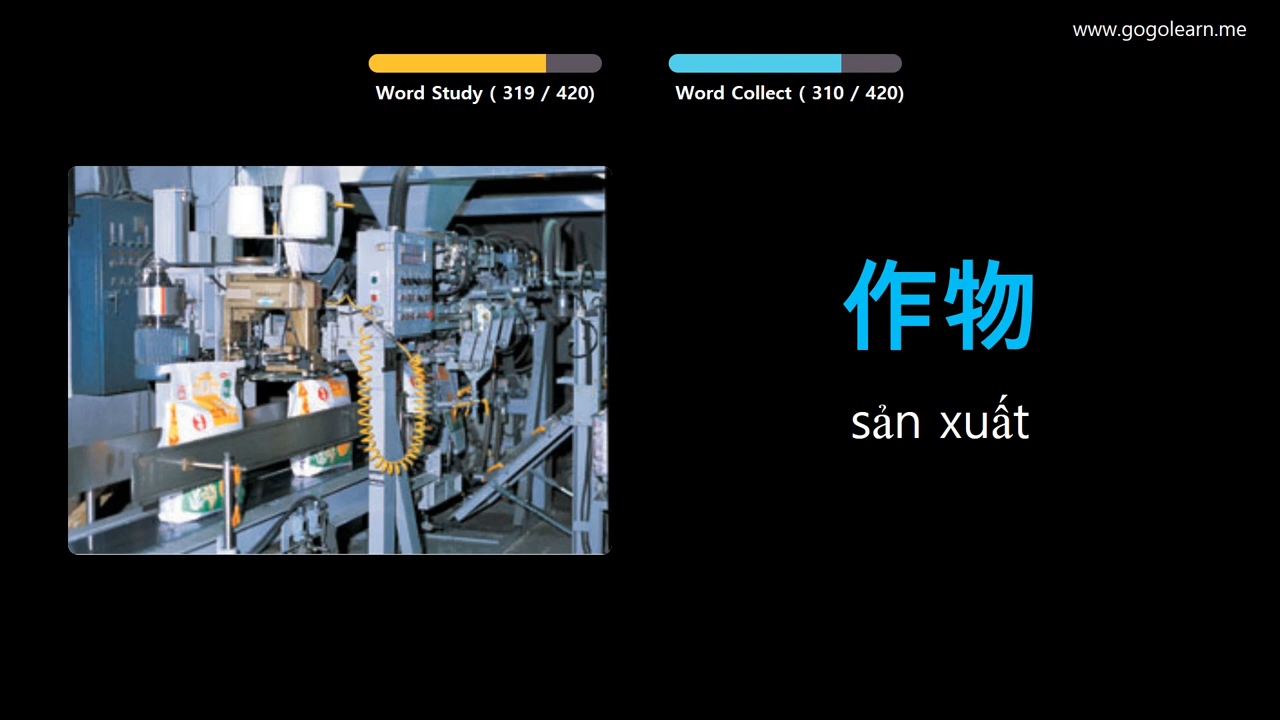 www.gogolearn.me
Word Study ( 319 / 420)
Word Collect ( 310 / 420)
作物
sản xuất